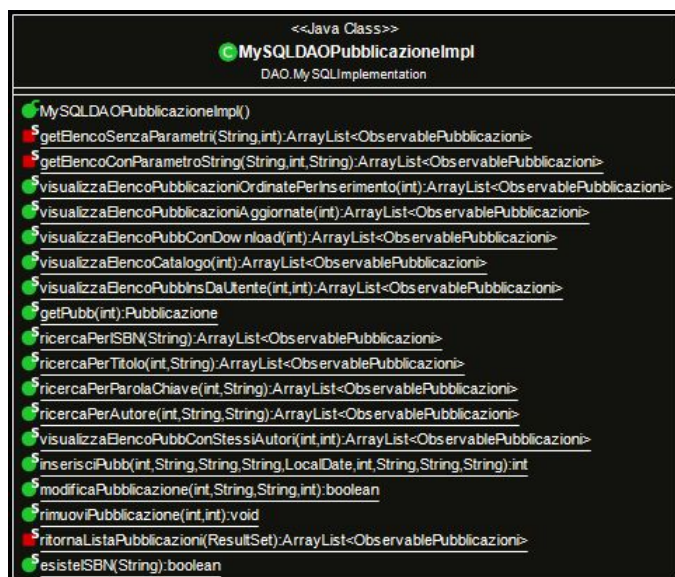 <<Java Class>>
C MySQLDAOPubblicazioneImpl
DAO.MySQLImplementation
C MySQLDAOPubblicazioneImpl()
S getElencoSenzaParametri(String,int):ArrayList<ObservablePubblicazioni>
S getElencoConParametroString(String,int,String):ArrayList<ObservablePubblicazioni>
S visualizzaElencoPubblicazioniOrdinatePerInserimento(int):ArrayList<ObservablePubblicazioni>
S visualizzaElencoPubblicazioniAggiornate(int):ArrayList<ObservablePubblicazioni>
S visualizzaElencoPubbConDownload(int):ArrayList<ObservablePubblicazioni>
S visualizzaElencoCatalogo(int):ArrayList<ObservablePubblicazioni>
S visualizzaElencoPubbInsDaUtente(int,int):ArrayList<ObservablePubblicazioni>
S getPubb(int):Pubblicazione
S ricercaPerISBN(String):ArrayList<ObservablePubblicazioni>
S ricercaPerTitolo(int,String):ArrayList<ObservablePubblicazioni>
S ricercaPerParolaChiave(int,String):ArrayList<ObservablePubblicazioni>
S ricercaPerAutore(int,String,String):ArrayList<ObservablePubblicazioni>
S visualizzaElencoPubbConStessiAutori(int,int):ArrayList<ObservablePubblicazioni>
S inserisciPubb(int,String,String,String,LocalDate,int,String,String,String):int
S modificaPubblicazione(int,String,String,int):boolean
S rimuoviPubblicazione(int,int):void
S ritornaListaPubblicazioni(ResultSet):ArrayList<ObservablePubblicazioni>
S esisteISBN(String):boolean